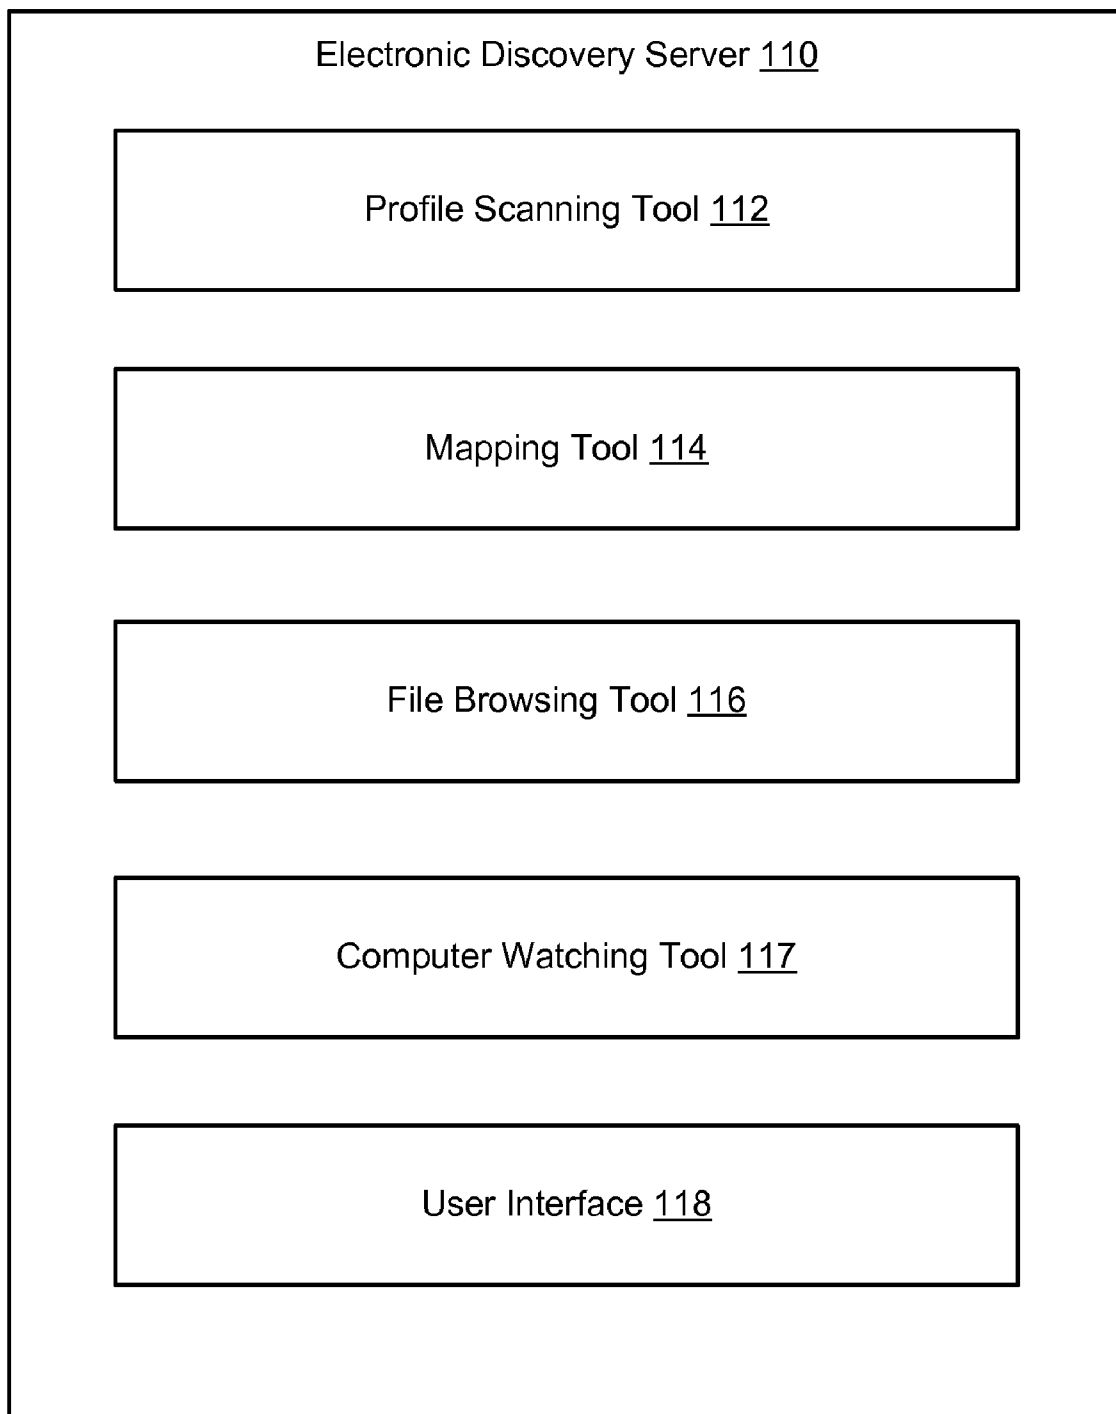 Electronic Discovery Server 110
Profile Scanning Tool 112
Mapping Tool 114
File Browsing Tool 116
Computer Watching Tool 117
User Interface 118